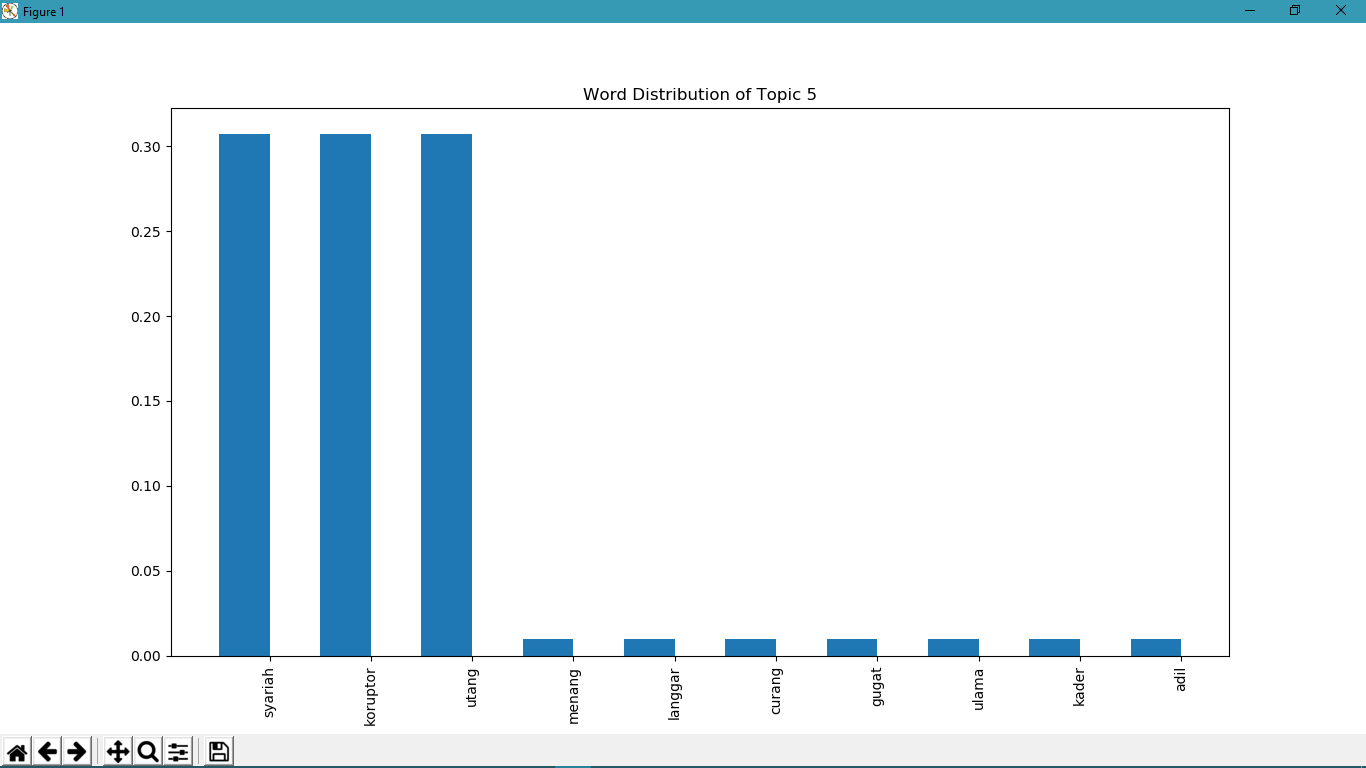 Figure 1
Word Distribution of Topic 5
0.30
0.25
0.20
0.15
0.10
0.05
0.00
syariah
koruptor
utang
menang
langgar
curang
gugat
ulama
kader
adil